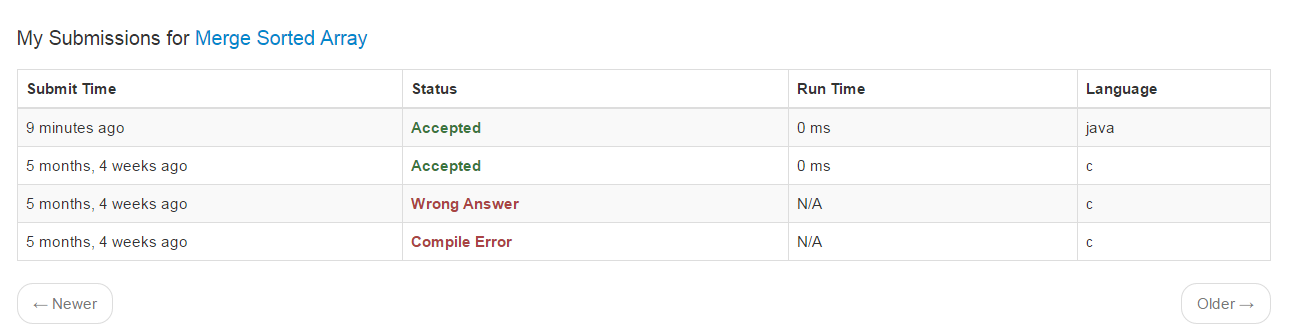 My Submissions for Merge Sorted Array
Submit Time Status Run Time Language
9 minutes ago Accepted 0 ms java
5 months, 4 weeks ago Accepted 0 ms c
5 months, 4 weeks ago Wrong Answer N/A c
5 months, 4 weeks ago Compile Error N/A c
← Newer Older →